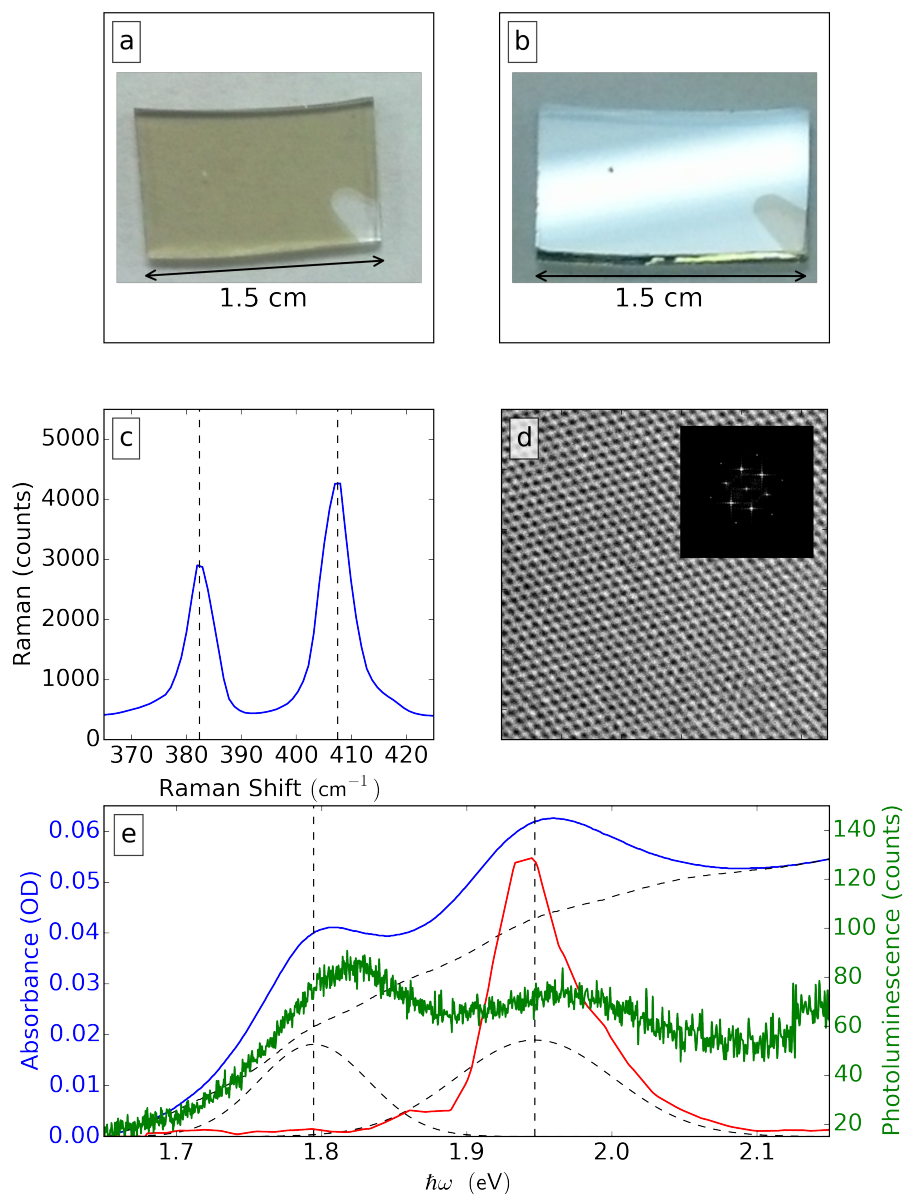 a
b
1.5 cm
1.5 cm
c
d
Raman (counts)
5000
4000
3000
2000
1000
0
370 380 390 400 410 420
Raman Shift (cm⁻¹)
e
Absorbance (OD)
0.06
0.05
0.04
0.03
0.02
0.01
0.00
Photoluminescence (counts)
140
120
100
80
60
40
20
1.7 1.8 1.9 2.0 2.1
ℏω (eV)